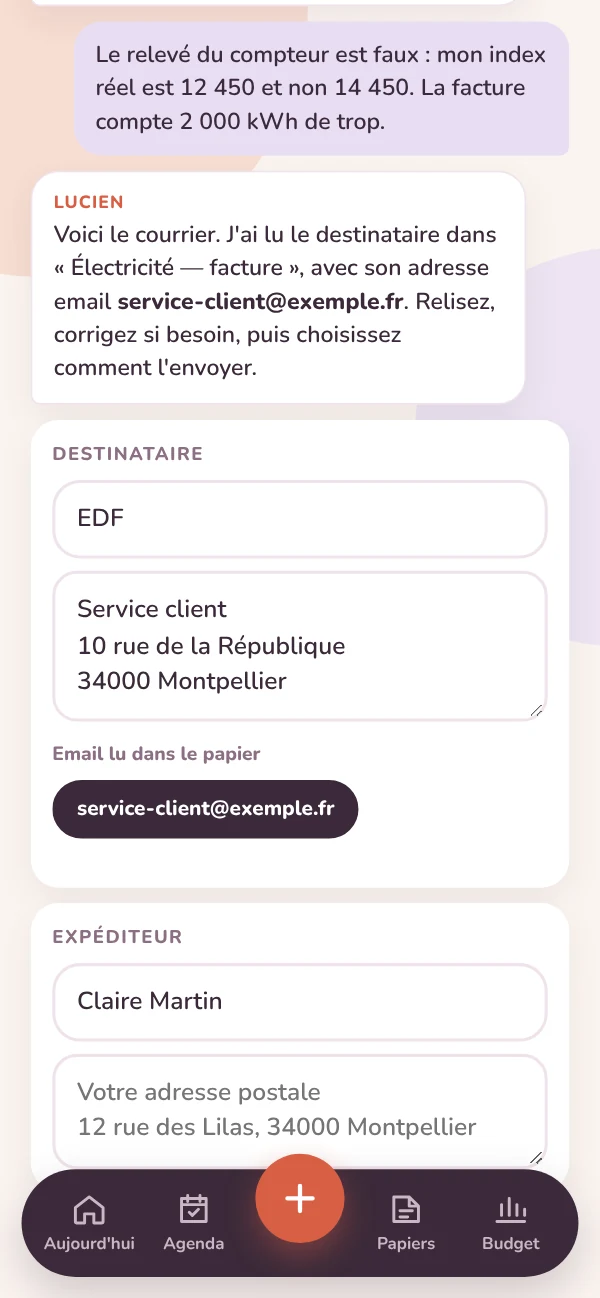 Le relevé du compteur est faux : mon index
réel est 12 450 et non 14 450. La facture
compte 2 000 kWh de trop.
LUCIEN
Voici le courrier. J'ai lu le destinataire dans
« Électricité — facture », avec son adresse
email service-client@exemple.fr. Relisez,
corrigez si besoin, puis choisissez
comment l'envoyer.
DESTINATAIRE
EDF
Service client
10 rue de la République
34000 Montpellier
Email lu dans le papier
service-client@exemple.fr
EXPÉDITEUR
Claire Martin
Votre adresse postale
12 rue des Lilas, 34000 Montpellier
Aujourd'hui
Agenda
Papiers
Budget